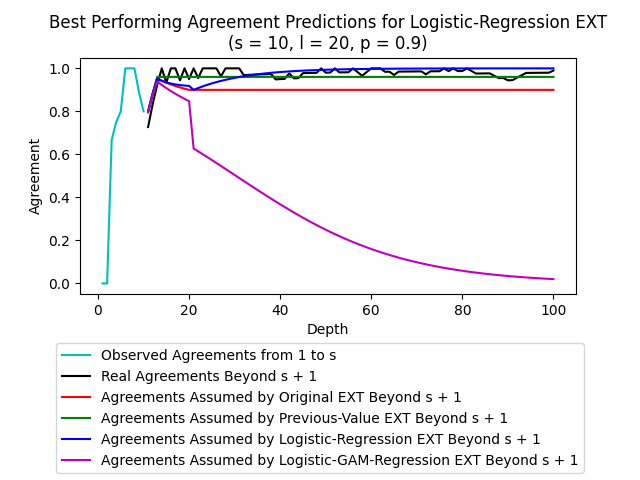 Best Performing Agreement Predictions for Logistic-Regression EXT
(s = 10, l = 20, p = 0.9)
1.0
0.8
0.6
0.4
0.2
0.0
Agreement
0 20 40 60 80 100
Depth
Observed Agreements from 1 to s
Real Agreements Beyond s + 1
Agreements Assumed by Original EXT Beyond s + 1
Agreements Assumed by Previous-Value EXT Beyond s + 1
Agreements Assumed by Logistic-Regression EXT Beyond s + 1
Agreements Assumed by Logistic-GAM-Regression EXT Beyond s + 1